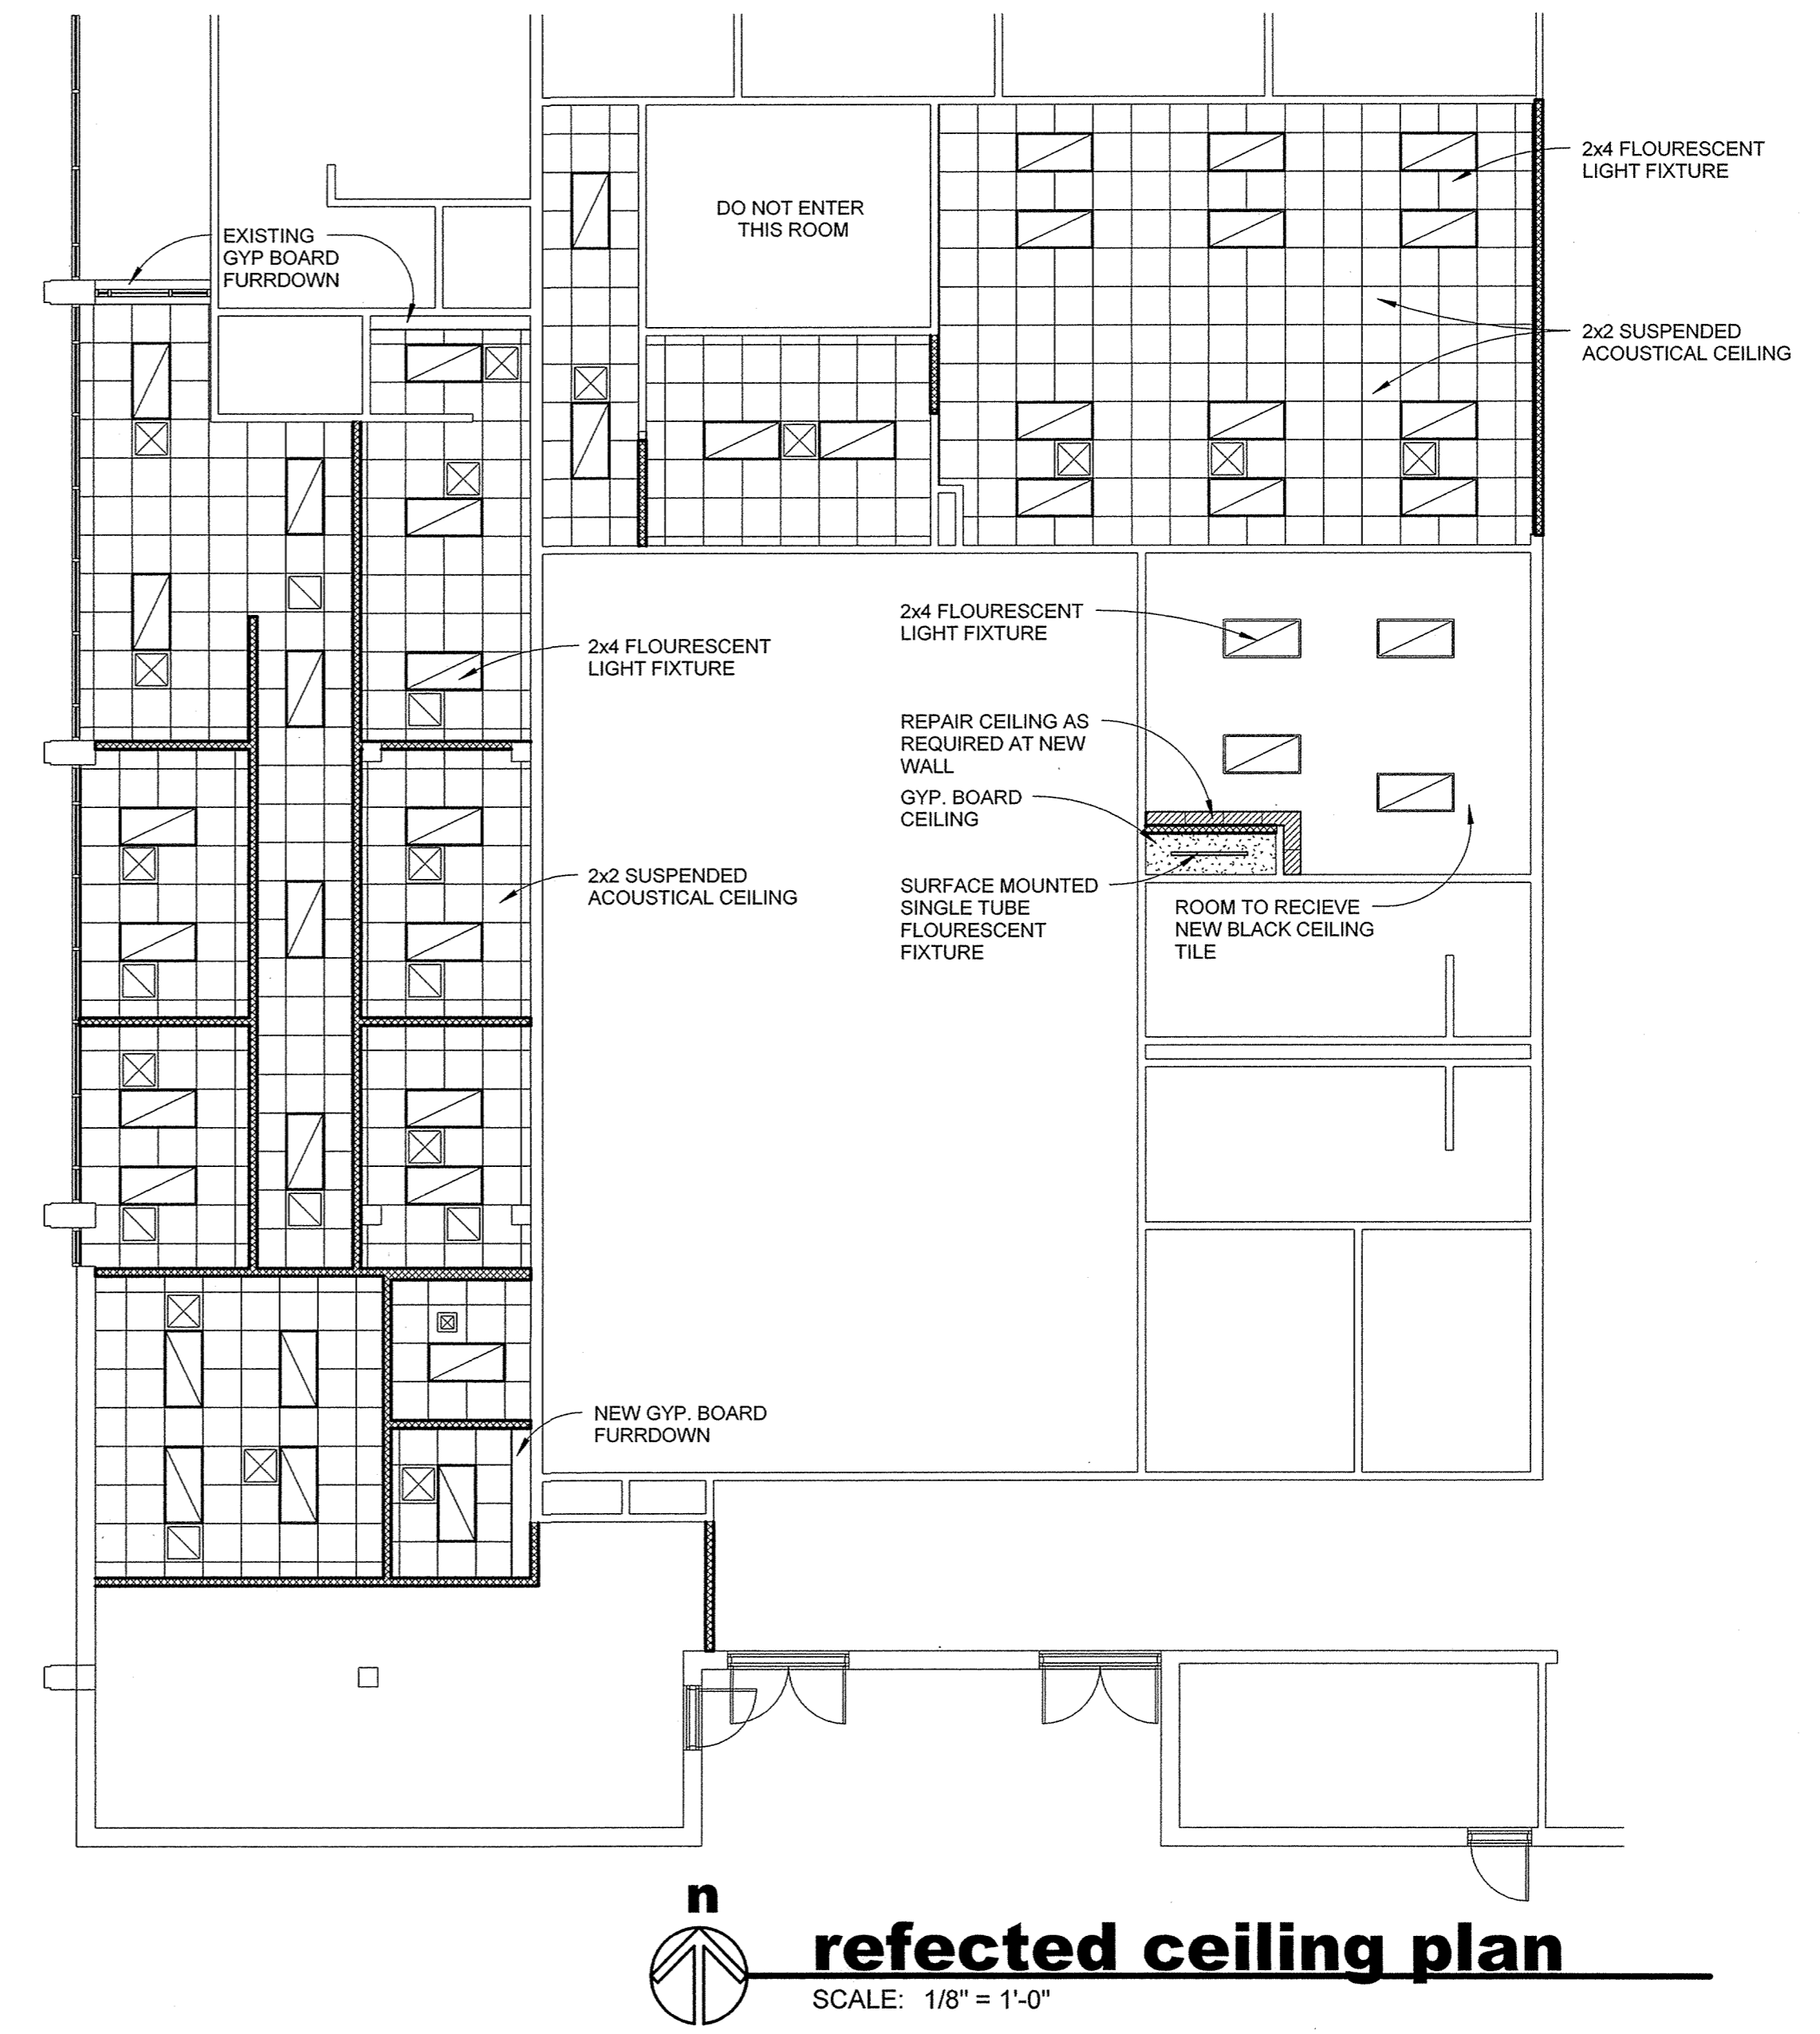 2x4 FLOURESCENT
LIGHT FIXTURE
DO NOT ENTER
THIS ROOM
EXISTING
GYP BOARD
FURRDOWN
2x2 SUSPENDED
ACOUSTICAL CEILING
2x4 FLOURESCENT
LIGHT FIXTURE
2x4 FLOURESCENT
LIGHT FIXTURE
REPAIR CEILING AS
REQUIRED AT NEW
WALL
GYP. BOARD
CEILING
2x2 SUSPENDED
ACOUSTICAL CEILING
SURFACE MOUNTED
SINGLE TUBE
FLOURESCENT
FIXTURE
ROOM TO RECIEVE
NEW BLACK CEILING
TILE
NEW GYP. BOARD
FURRDOWN
n
refected ceiling plan
SCALE: 1/8" = 1'-0"